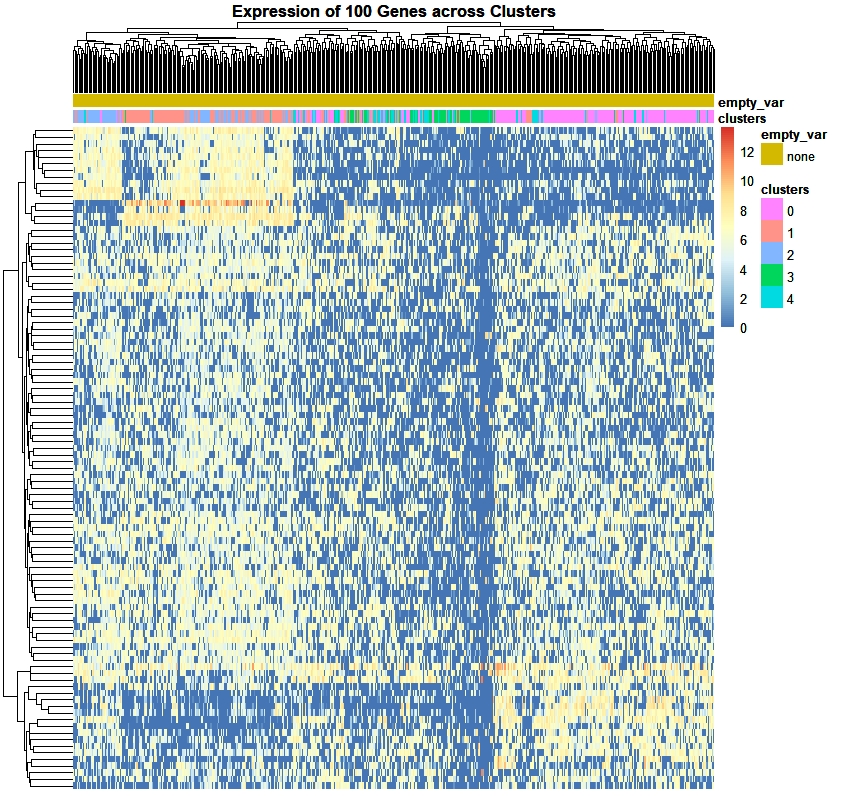 Expression of 100 Genes across Clusters
empty_var
clusters
12
10
8
6
4
2
0
empty_var
none
clusters
0
1
2
3
4